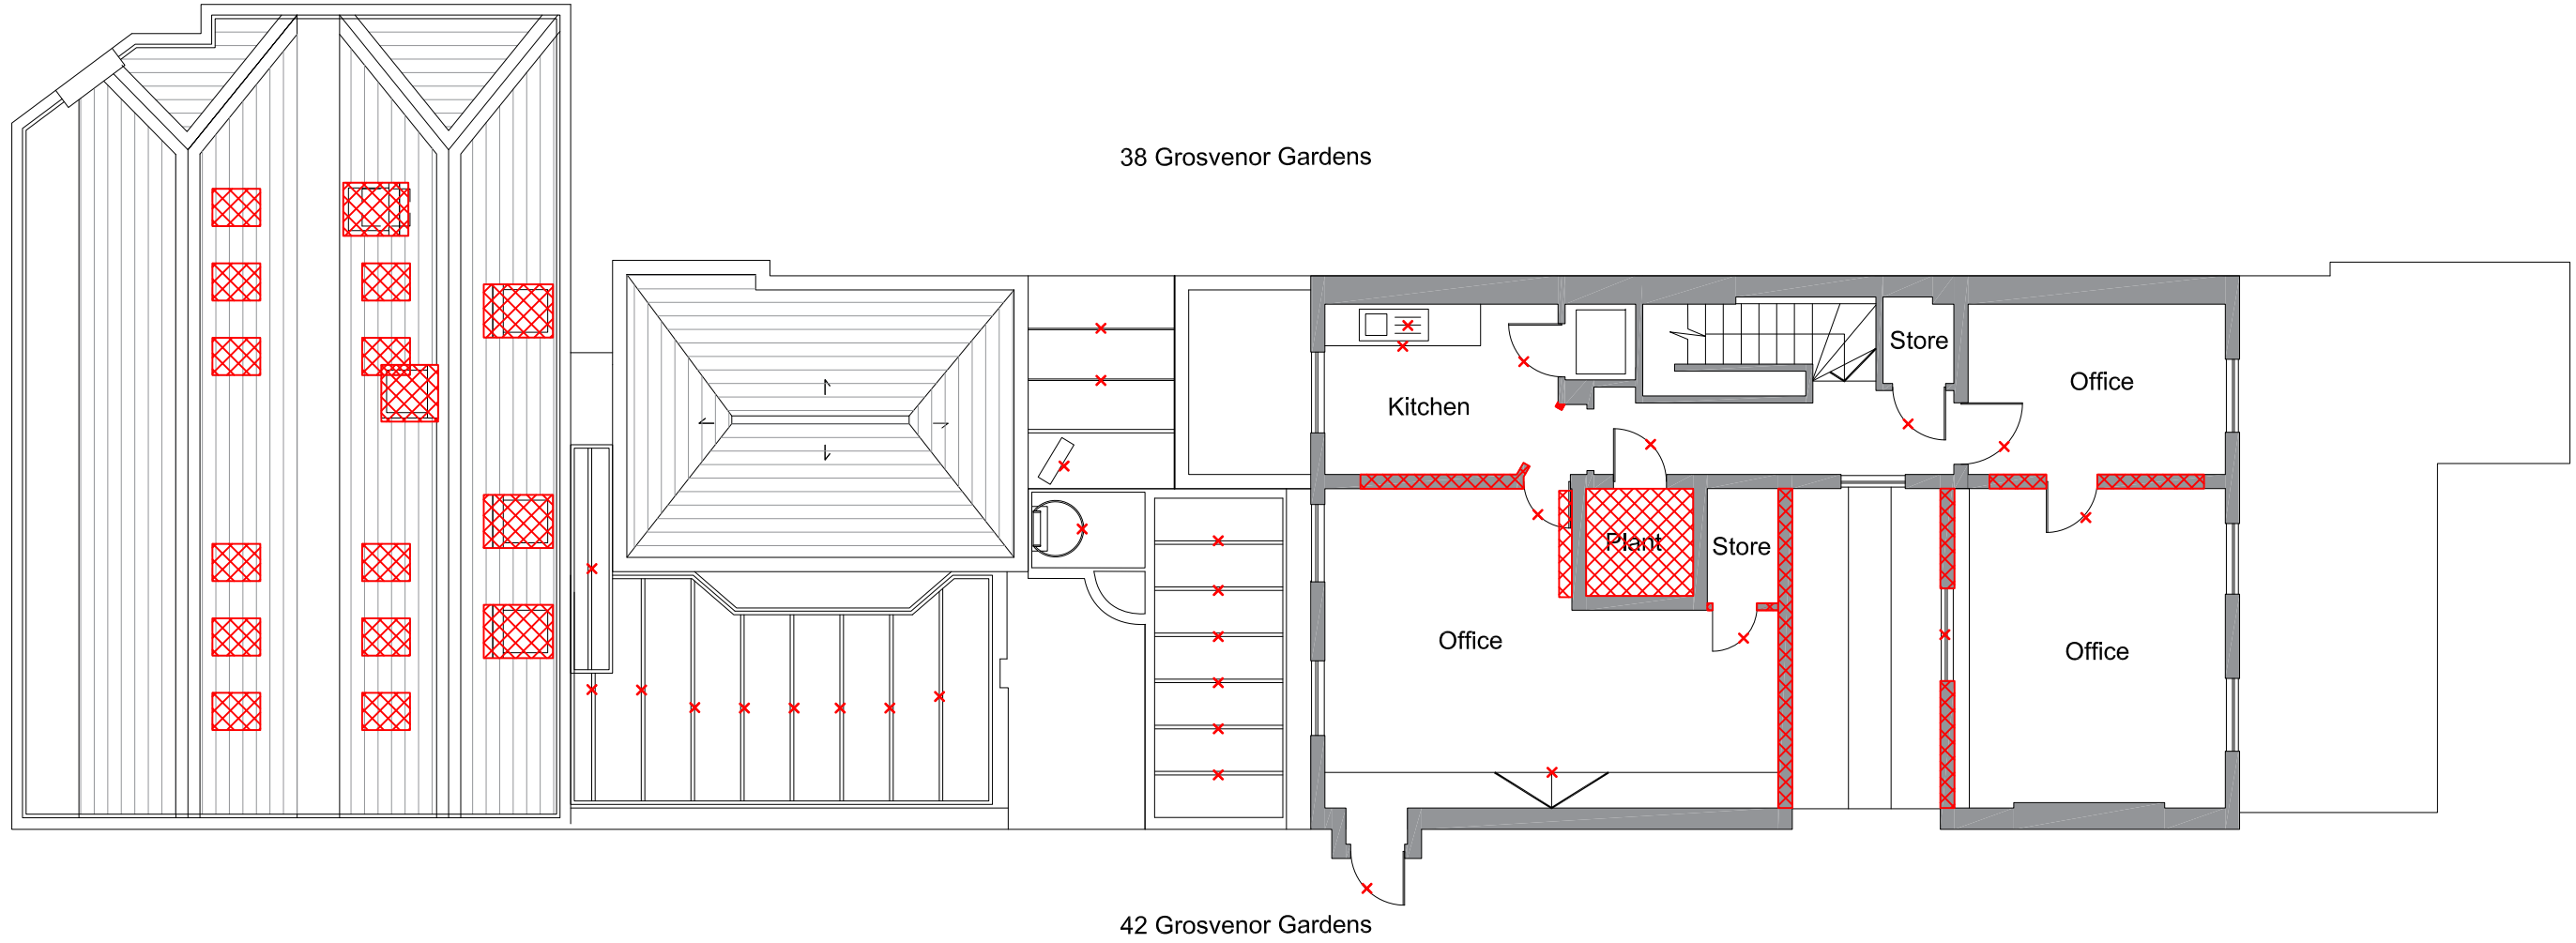 38 Grosvenor Gardens
Store
Office
Kitchen
Plant
Store
Office
Office
42 Grosvenor Gardens